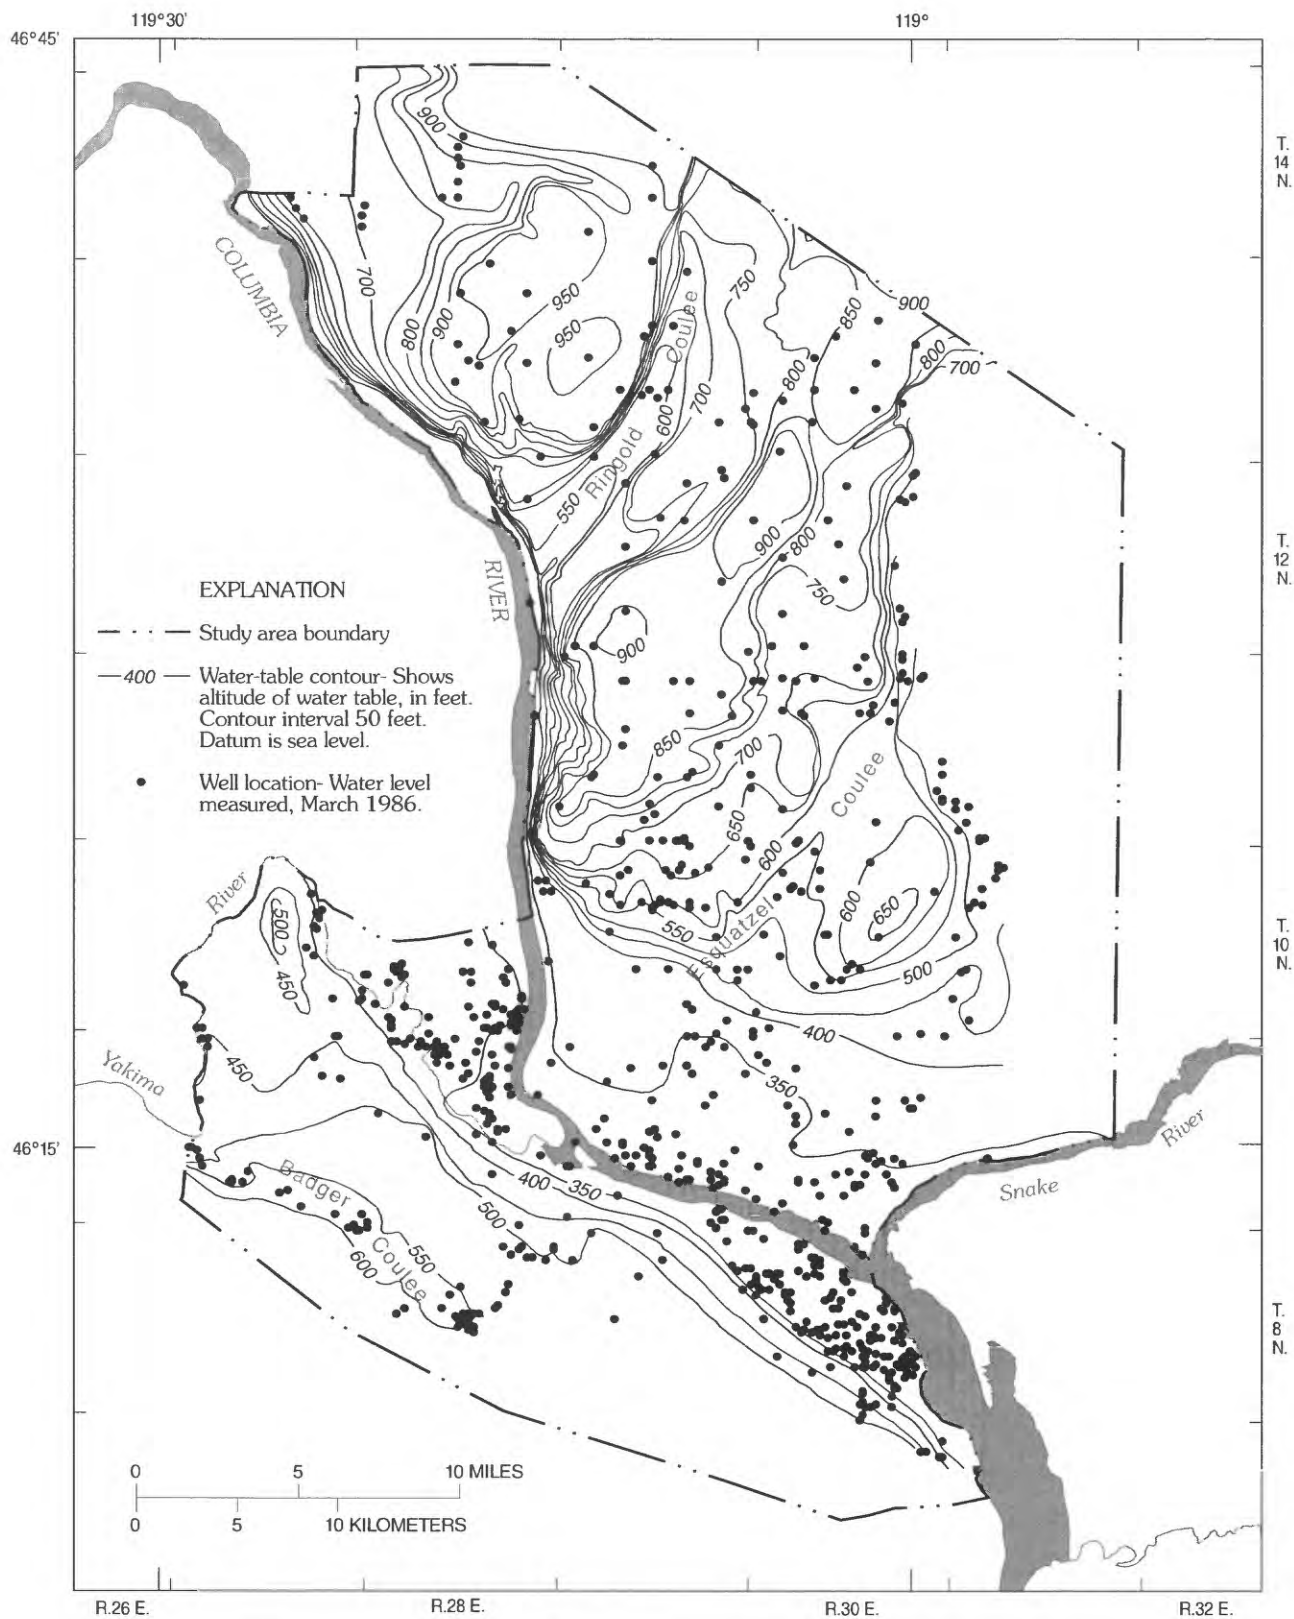 119°30'
119°
46°45'
T.
14
N.
900
COLUMBIA
700
800
900
950
950
Coulee
750
850
900
800
700
800
700
600
Ringold
550
900
800
750
T.
12
N.
RIVER
EXPLANATION
Study area boundary
400
Water-table contour- Shows
altitude of water table, in feet.
Contour interval 50 feet.
Datum is sea level.
Well location- Water level
measured, March 1986.
900
850
700
650
Coulee
600
600
650
550
Esquatzel
500
T.
10
N.
River
500
450
450
400
350
Yakima
46°15'
River
Snake
Badger
Coulee
400
350
500
550
600
T.
8
N.
0 5 10 MILES
0 5 10 KILOMETERS
R.26 E.
R.28 E.
R.30 E.
R.32 E.